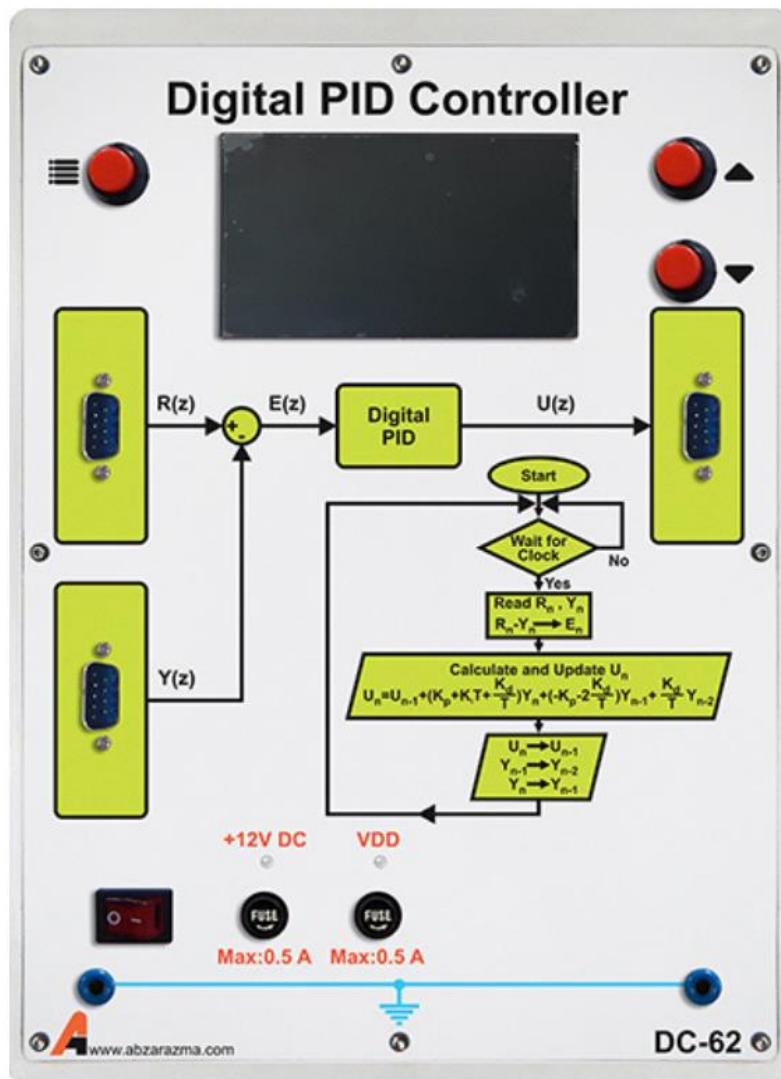 Digital PID Controller
R(z)
E(z)
Digital
PID
U(z)
+
-
Start
Wait for
Clock
No
Yes
Read Rn , Yn
Rn-Yn→En
Y(z)
Calculate and Update Un
Un=Un-1+(Kp+KiT+Kd/T)Yn+(-Kp-2Kd/T)Yn-1+Kd/T Yn-2
Un→Un-1
Yn-1→Yn-2
Yn→Yn-1
+12V DC
VDD
O -
FUSE
FUSE
Max:0.5 A
Max:0.5 A
www.abzarazma.com
DC-62